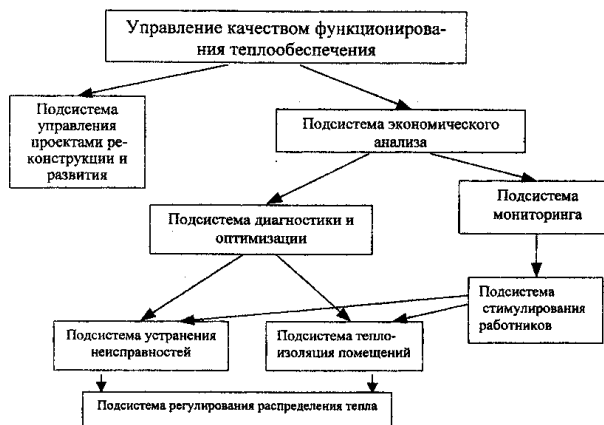 Управление качеством функционирова-
ния теплообеспечения
Подсистема
управления
проектами ре-
конструкции и
развития
Подсистема экономического
анализа
Подсистема
мониторинга
Подсистема диагностики и
оптимизации
Подсистема
стимулирования
работников
Подсистема устранения
неисправностей
Подсистема тепло-
изоляция помещений
Подсистема регулирования распределения тепла